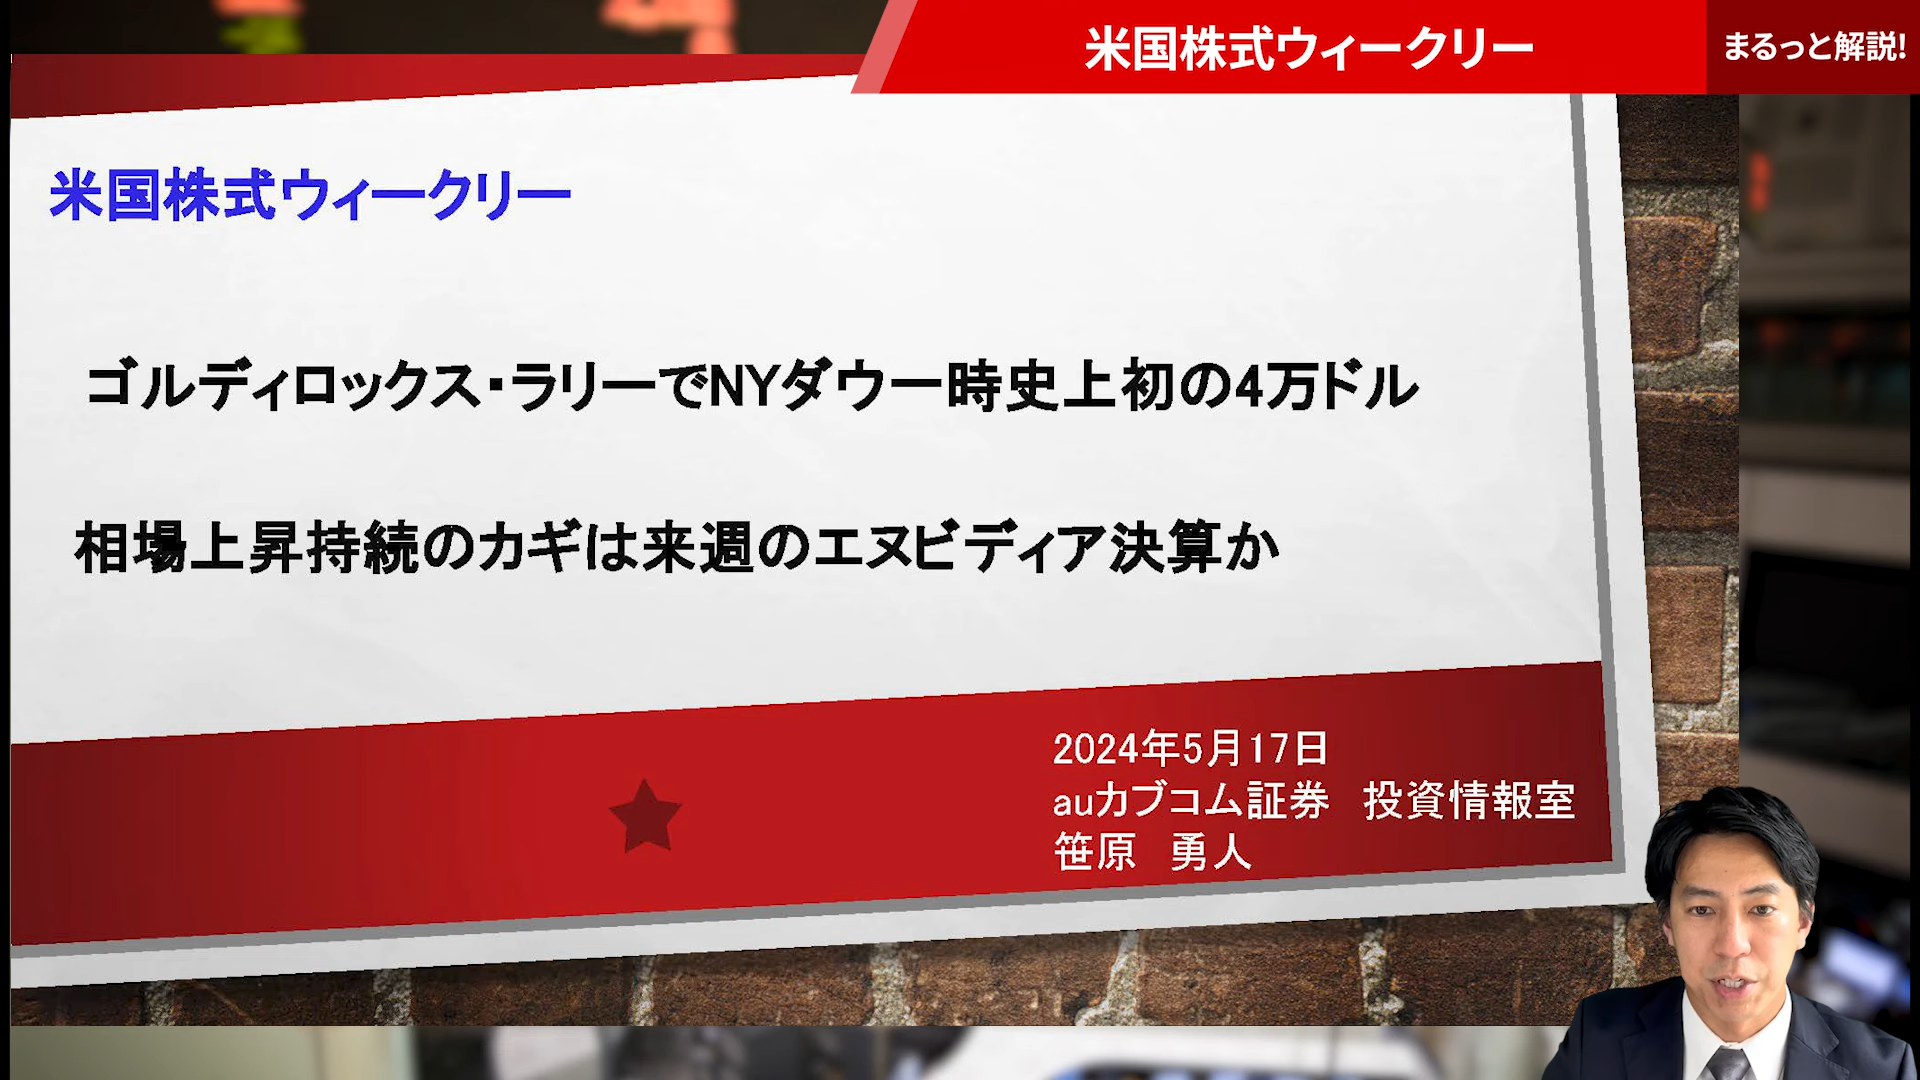 米国株式ウィークリー
まるっと解説!
米国株式ウィークリー
ゴルディロックス・ラリーでNYダウ一時史上初の4万ドル
相場上昇持続のカギは来週のエヌビディア決算か
2024年5月17日
auカブコム証券　投資情報室
笹原　勇人